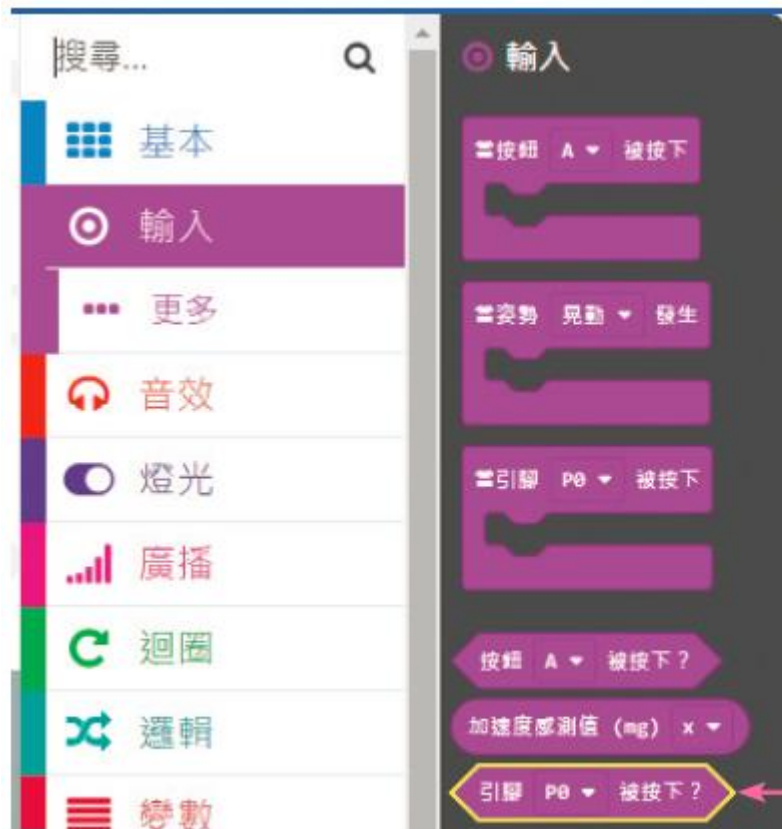 搜尋...
基本
輸入
更多
音效
燈光
廣播
迴圈
邏輯
變數
輸入
當按鈕 A 被按下
當姿勢 晃動 發生
當引腳 P0 被按下
按鈕 A 被按下？
加速度感測值 (mg) x
引腳 P0 被按下？